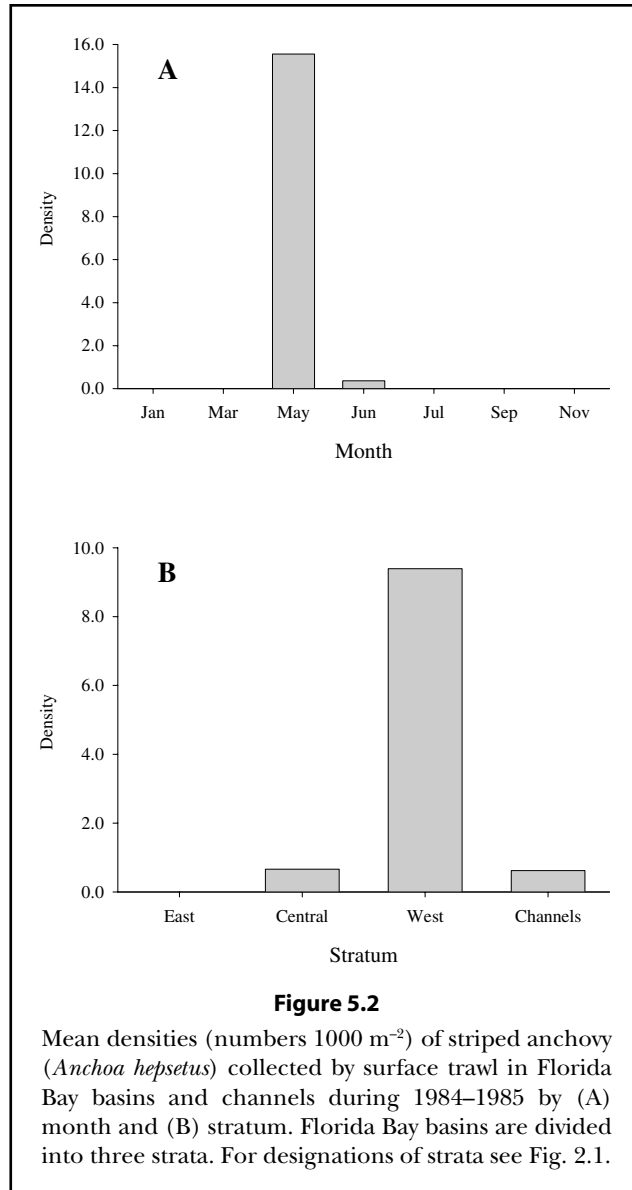 A
16.0
14.0
12.0
10.0
8.0
6.0
4.0
2.0
0.0
Density
Jan Mar May Jun Jul Sep Nov
Month
B
10.0
8.0
6.0
4.0
2.0
0.0
Density
East Central West Channels
Stratum
Figure 5.2
Mean densities (numbers 1000 m⁻²) of striped anchovy
(Anchoa hepsetus) collected by surface trawl in Florida
Bay basins and channels during 1984–1985 by (A)
month and (B) stratum. Florida Bay basins are divided
into three strata. For designations of strata see Fig. 2.1.